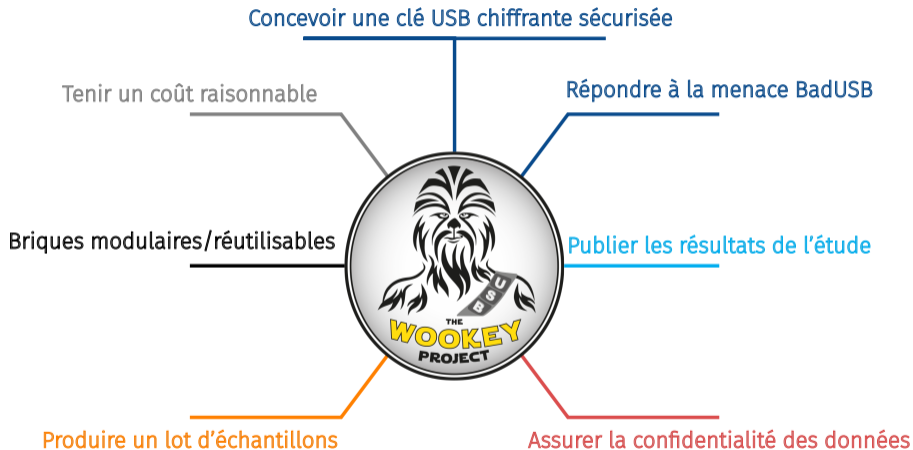 Concevoir une clé USB chiffrante sécurisée
Tenir un coût raisonnable
Répondre à la menace BadUSB
Briques modulaires/réutilisables
Publier les résultats de l'étude
USB
THE
WOOKEY
PROJECT
Produire un lot d'échantillons
Assurer la confidentialité des données